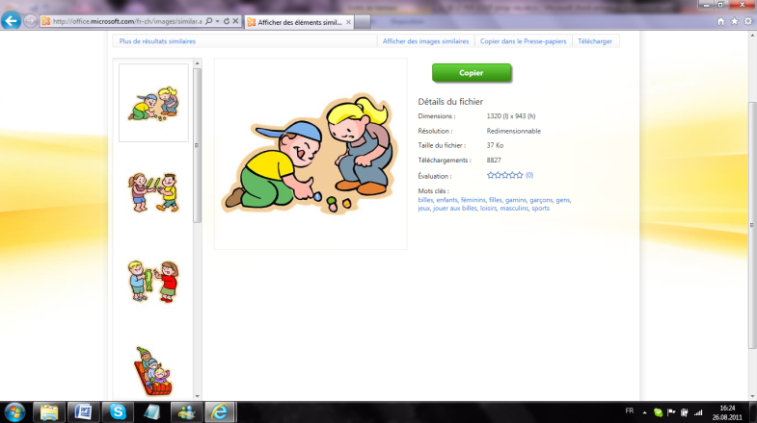 http://office.microsoft.com/fr-ch/images/similar.a
Afficher des éléments simil...
Plus de résultats similaires
Afficher des images similaires
Copier dans le Presse-papiers
Télécharger
Copier
Détails du fichier
Dimensions : 1320 (l) x 943 (h)
Résolution : Redimensionnable
Taille du fichier : 37 Ko
Téléchargements : 8827
Évaluation : (0)
Mots clés :
billes, enfants, féminins, filles, gamins, garçons, gens,
jeux, jouer aux billes, loisirs, masculins, sports
FR
16:24
26.08.2011